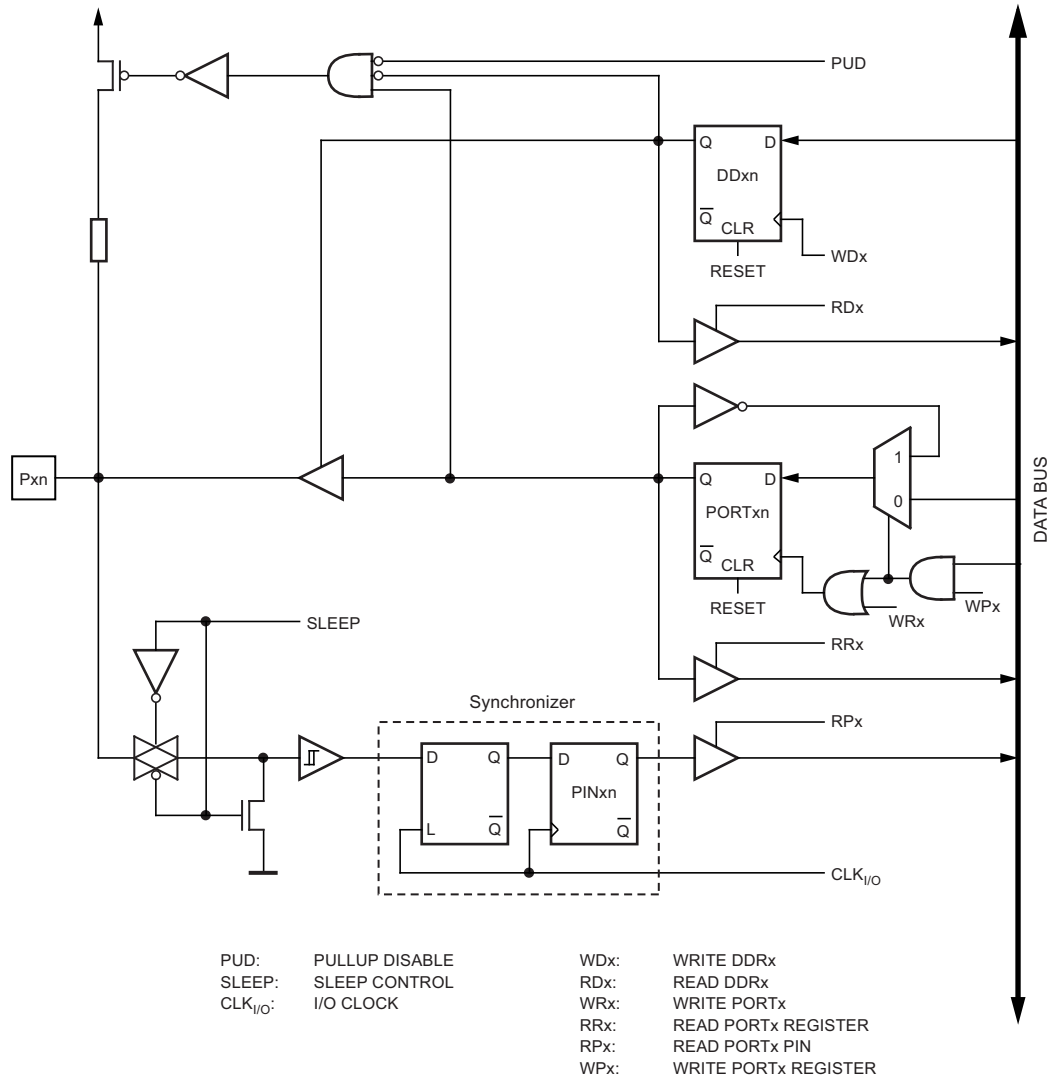 PUD
Q D
DDxn
Q
CLR
WDx
RESET
RDx
Pxn
1
Q D
0
PORTxn
Q
CLR
RESET
WRx
WPx
DATA BUS
SLEEP
RRx
Synchronizer
RPx
D Q D Q
PINxn
L Q Q
CLKI/O
PUD: PULLUP DISABLE
SLEEP: SLEEP CONTROL
CLKI/O: I/O CLOCK
WDx: WRITE DDRx
RDx: READ DDRx
WRx: WRITE PORTx
RRx: READ PORTx REGISTER
RPx: READ PORTx PIN
WPx: WRITE PORTx REGISTER